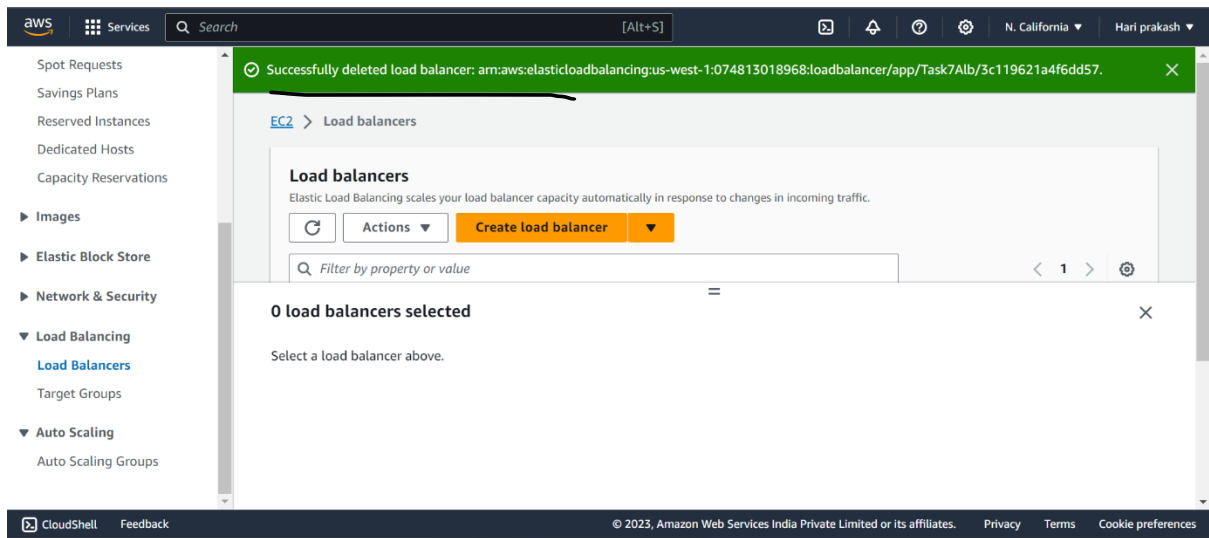 aws
Services
Search
[Alt+S]
N. California
Hari prakash
Spot Requests
Savings Plans
Reserved Instances
Dedicated Hosts
Capacity Reservations
Images
Elastic Block Store
Network & Security
Load Balancing
Load Balancers
Target Groups
Auto Scaling
Auto Scaling Groups
Successfully deleted load balancer: arn:aws:elasticloadbalancing:us-west-1:074813018968:loadbalancer/app/Task7Alb/3c119621a4f6dd57.
EC2 > Load balancers
Load balancers
Elastic Load Balancing scales your load balancer capacity automatically in response to changes in incoming traffic.
Actions
Create load balancer
Filter by property or value
< 1 >
0 load balancers selected
Select a load balancer above.
CloudShell
Feedback
© 2023, Amazon Web Services India Private Limited or its affiliates.
Privacy
Terms
Cookie preferences